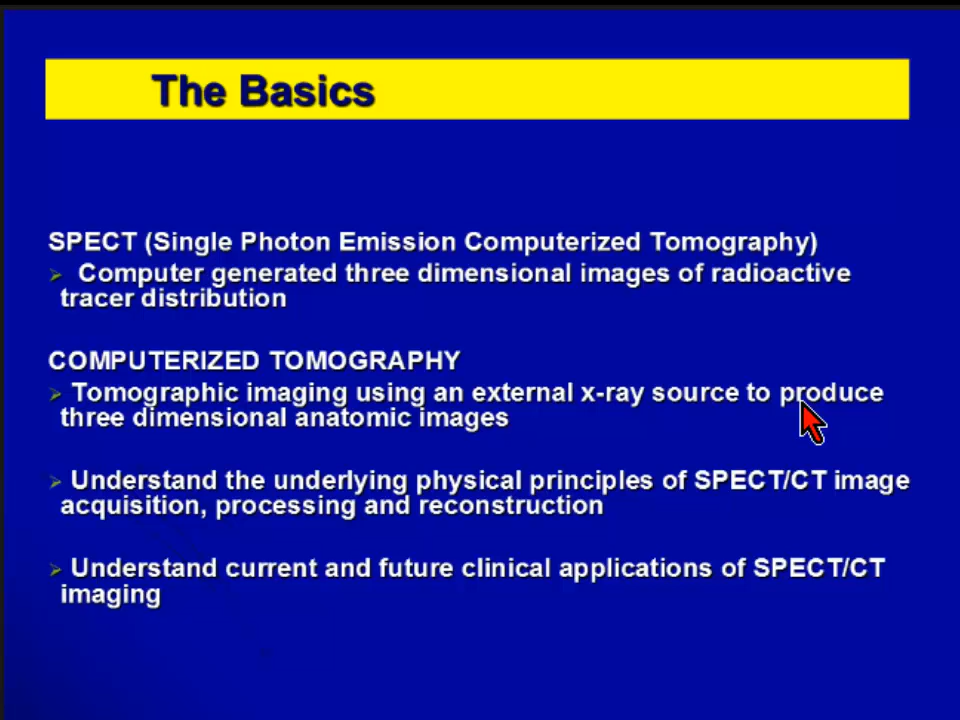 The Basics
SPECT (Single Photon Emission Computerized Tomography)
➢ Computer generated three dimensional images of radioactive
tracer distribution
COMPUTERIZED TOMOGRAPHY
➢ Tomographic imaging using an external x-ray source to produce
three dimensional anatomic images
➢ Understand the underlying physical principles of SPECT/CT image
acquisition, processing and reconstruction
➢ Understand current and future clinical applications of SPECT/CT
imaging